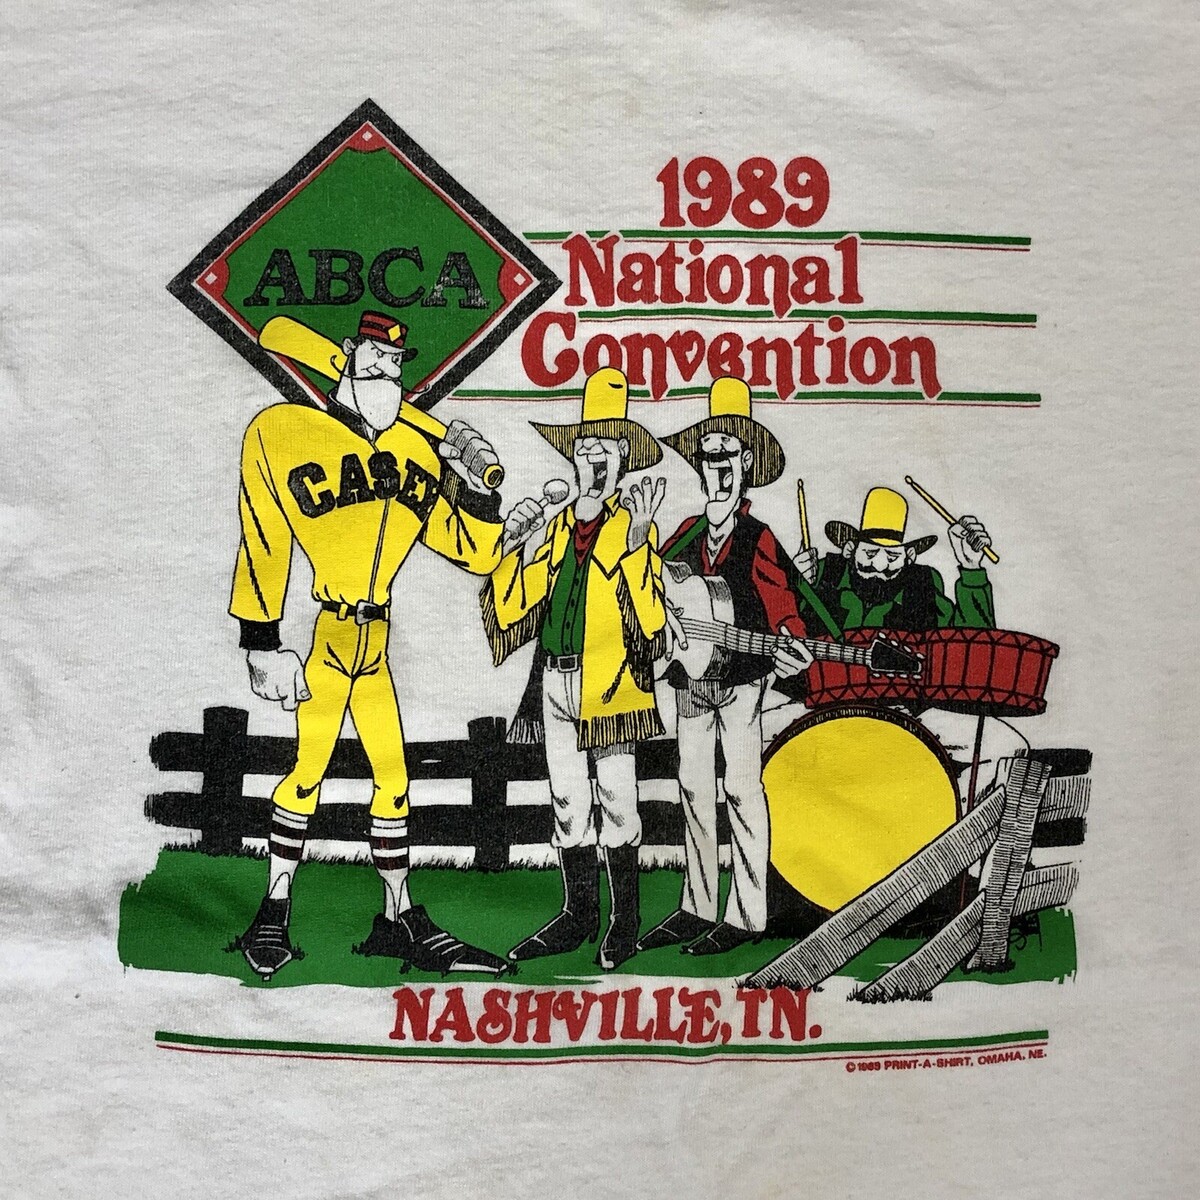 ABCA
1989
National
Convention
CASEY
NASHVILLE, TN.
© 1989 PRINT-A-SHIRT, OMAHA, NE.